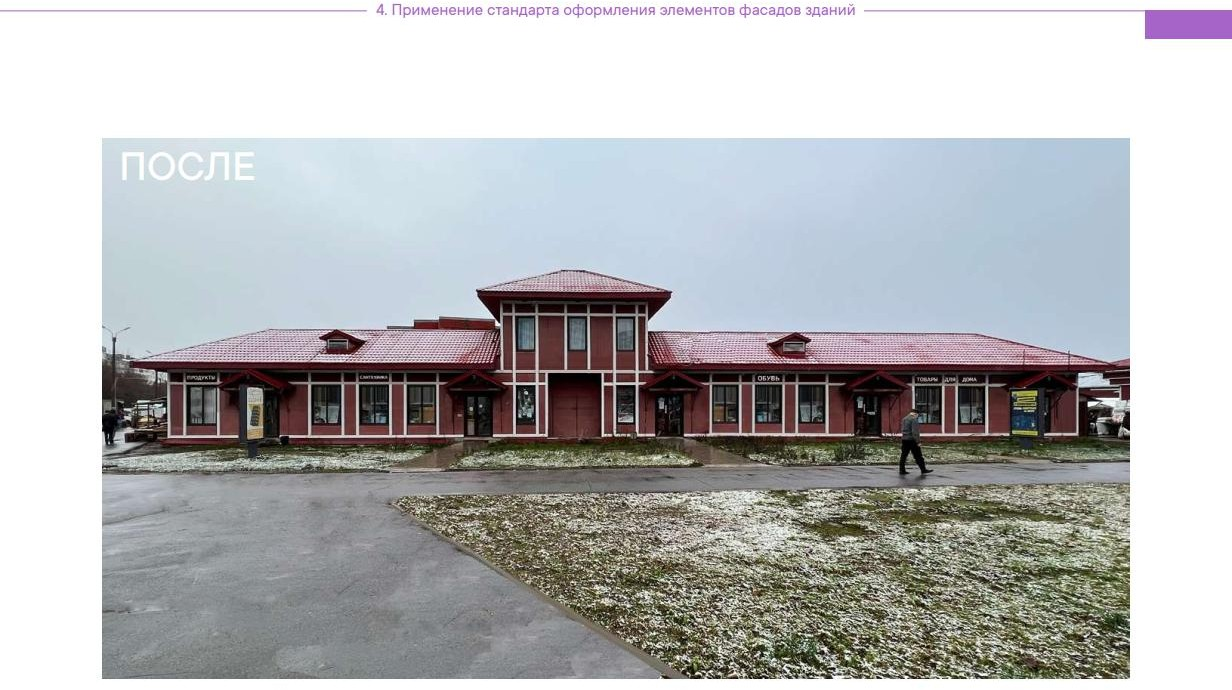 4. Применение стандарта оформления элементов фасадов зданий
ПОСЛЕ
ПРОДУКТЫ
САНТЕХНИКА
ОБУВЬ
ТОВАРЫ ДЛЯ ДОМА